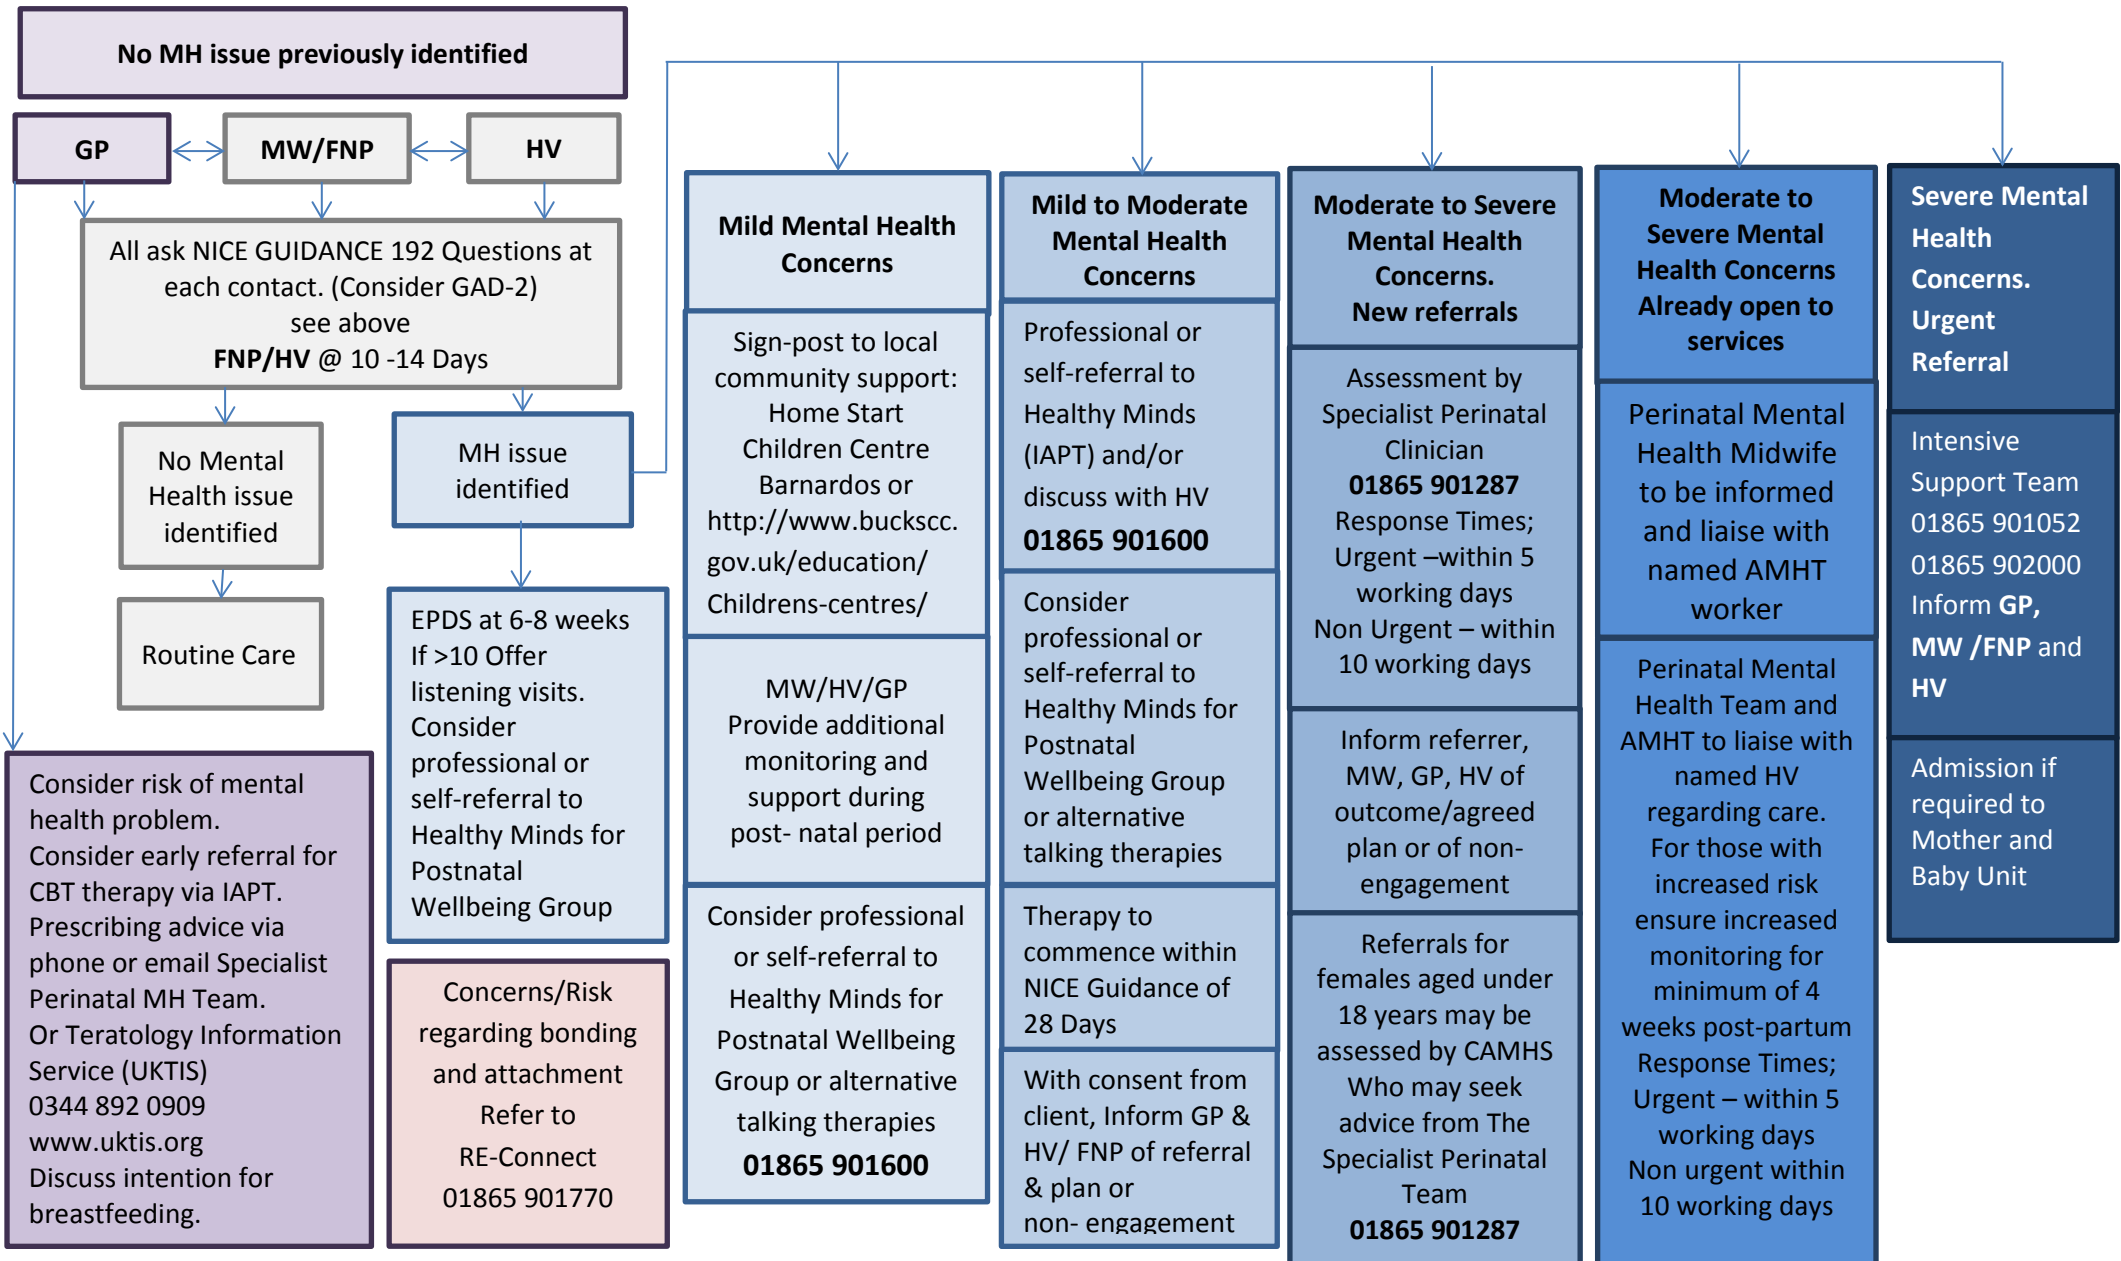 No MH issue previously identified
GP
MW/FNP
HV
All ask NICE GUIDANCE 192 Questions at
each contact. (Consider GAD-2)
see above
FNP/HV @ 10 -14 Days
No Mental
Health issue
identified
Routine Care
MH issue
identified
EPDS at 6-8 weeks
If >10 Offer
listening visits.
Consider
professional or
self-referral to
Healthy Minds for
Postnatal
Wellbeing Group
Consider risk of mental
health problem.
Consider early referral for
CBT therapy via IAPT.
Prescribing advice via
phone or email Specialist
Perinatal MH Team.
Or Teratology Information
Service (UKTIS)
0344 892 0909
www.uktis.org
Discuss intention for
breastfeeding.
Concerns/Risk
regarding bonding
and attachment
Refer to
RE-Connect
01865 901770
Mild Mental Health
Concerns
Sign-post to local
community support:
Home Start
Children Centre
Barnardos or
http://www.buckscc.
gov.uk/education/
Childrens-centres/
MW/HV/GP
Provide additional
monitoring and
support during
post- natal period
Consider professional
or self-referral to
Healthy Minds for
Postnatal Wellbeing
Group or alternative
talking therapies
01865 901600
Mild to Moderate
Mental Health
Concerns
Professional or
self-referral to
Healthy Minds
(IAPT) and/or
discuss with HV
01865 901600
Consider
professional or
self-referral to
Healthy Minds for
Postnatal
Wellbeing Group
or alternative
talking therapies
Therapy to
commence within
NICE Guidance of
28 Days
With consent from
client, Inform GP &
HV/ FNP of referral
& plan or
non- engagement
Moderate to Severe
Mental Health
Concerns.
New referrals
Assessment by
Specialist Perinatal
Clinician
01865 901287
Response Times;
Urgent –within 5
working days
Non Urgent – within
10 working days
Inform referrer,
MW, GP, HV of
outcome/agreed
plan or of non-
engagement
Referrals for
females aged under
18 years may be
assessed by CAMHS
Who may seek
advice from The
Specialist Perinatal
Team
01865 901287
Moderate to
Severe Mental
Health Concerns
Already open to
services
Perinatal Mental
Health Midwife
to be informed
and liaise with
named AMHT
worker
Perinatal Mental
Health Team and
AMHT to liaise with
named HV
regarding care.
For those with
increased risk
ensure increased
monitoring for
minimum of 4
weeks post-partum
Response Times;
Urgent – within 5
working days
Non urgent within
10 working days
Severe Mental
Health
Concerns.
Urgent
Referral
Intensive
Support Team
01865 901052
01865 902000
Inform GP,
MW /FNP and
HV
Admission if
required to
Mother and
Baby Unit